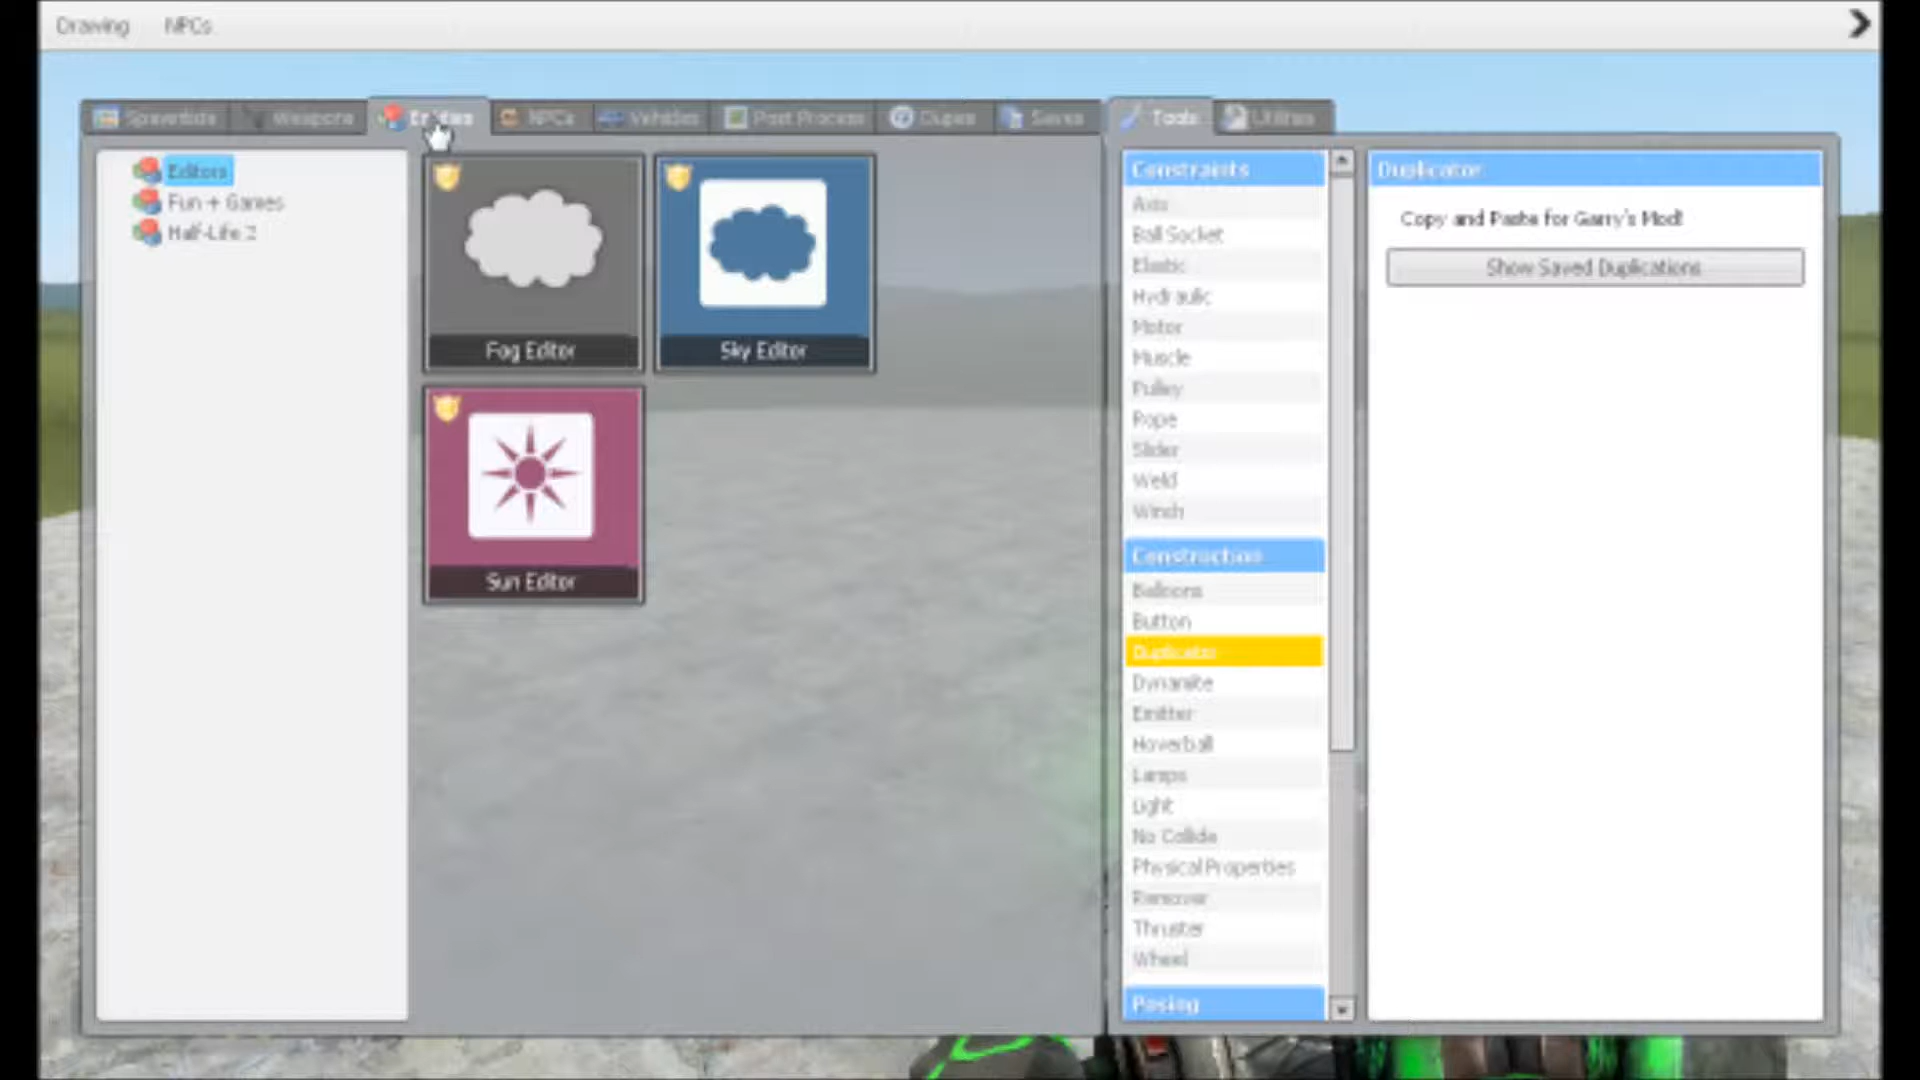 Drawing NPCs
Spawnlists Weapons Entities NPCs Vehicles Post Process Dupes Saves Tools Utilities
Editors
Fun + Games
Half-Life 2
Fog Editor
Sky Editor
Sun Editor
Constraints
Axis
Ball Socket
Elastic
Hydraulic
Motor
Muscle
Pulley
Rope
Slider
Weld
Winch
Construction
Balloons
Button
Duplicator
Dynamite
Emitter
Hoverball
Lamps
Light
No Collide
Physical Properties
Remover
Thruster
Wheel
Posing
Duplicator
Copy and Paste for Garry's Mod!
Show Saved Duplications